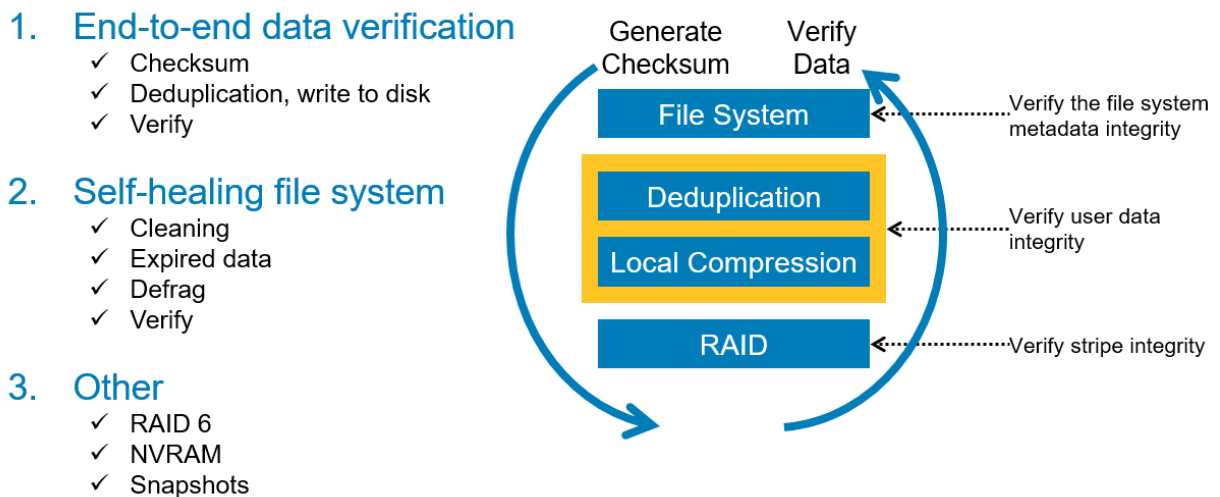 1. End-to-end data verification
✓ Checksum
✓ Deduplication, write to disk
✓ Verify
2. Self-healing file system
✓ Cleaning
✓ Expired data
✓ Defrag
✓ Verify
3. Other
✓ RAID 6
✓ NVRAM
✓ Snapshots
Generate
Checksum
Verify
Data
File System
Deduplication
Local Compression
RAID
Verify the file system
metadata integrity
Verify user data
integrity
Verify stripe integrity